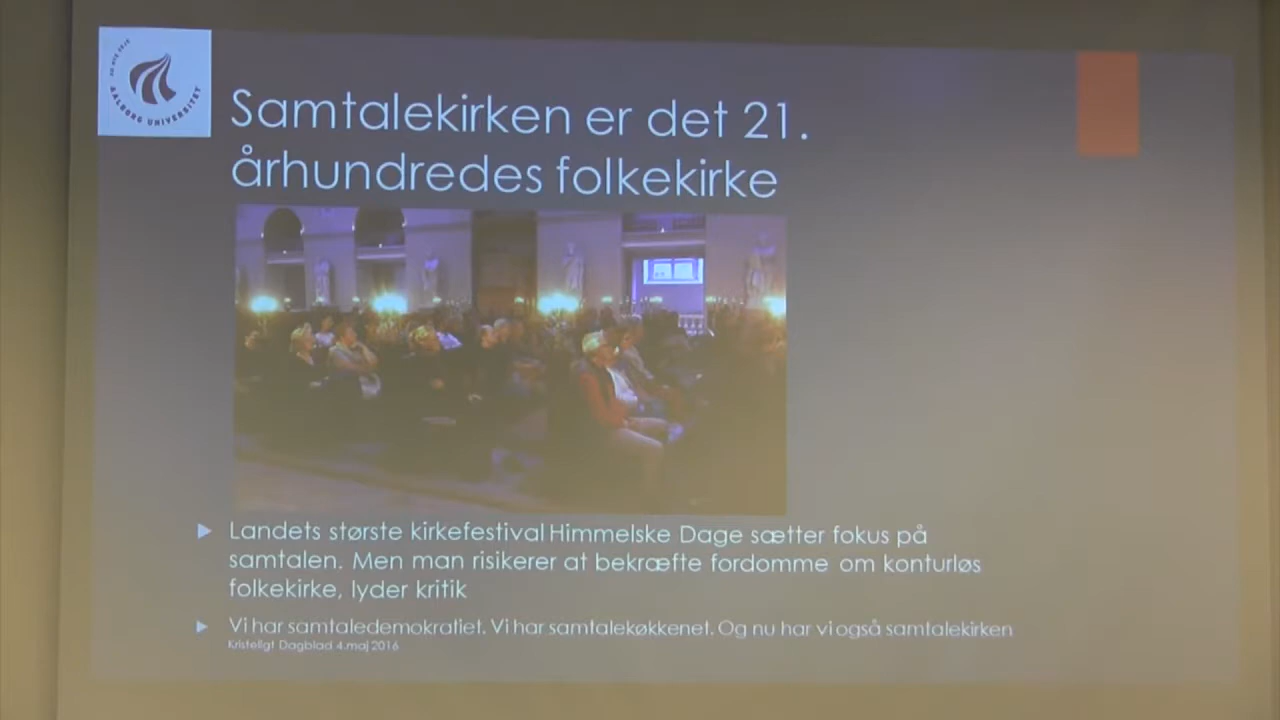 AALBORG UNIVERSITET
Samtalekirken er det 21.
århundredes folkekirke
Landets største kirkefestival Himmelske Dage sætter fokus på
samtalen. Men man risikerer at bekræfte fordomme om konturløs
folkekirke, lyder kritik
Vi har samtaledemokratiet. Vi har samtalekøkkenet. Og nu har vi også samtalekirken
Kristeligt Dagblad 4.maj 2016